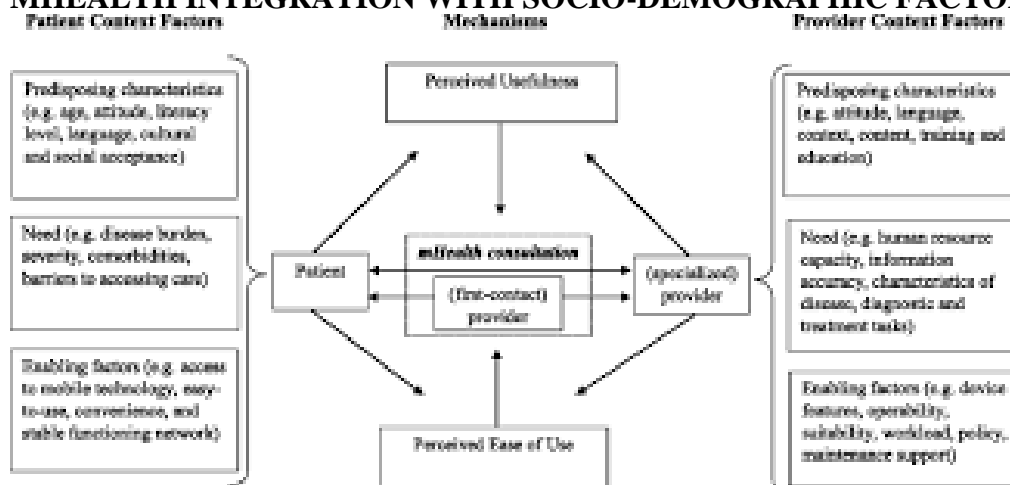 MHEALTH INTEGRATION WITH SOCIO-DEMOGRAPHIC FACTOR
Patient Context Factors
Mechanisms
Provider Context Factors
Predisposing characteristics
(e.g. age, attitude, literacy
level, language, cultural
and social acceptance)
Need (e.g. disease burden,
severity, comorbidities,
barriers to accessing care)
Enabling factors (e.g. access
to mobile technology, easy-
to-use, convenience, and
stable functioning network)
Perceived Usefulness
Patient
mHealth consultation
(first-contact)
provider
(specialized)
provider
Perceived Ease of Use
Predisposing characteristics
(e.g. attitude, language,
context, content, training and
education)
Need (e.g. human resource
capacity, information
accuracy, characteristics of
disease, diagnostic and
treatment tasks)
Enabling factors (e.g. device
features, operability,
suitability, workload, policy,
maintenance support)